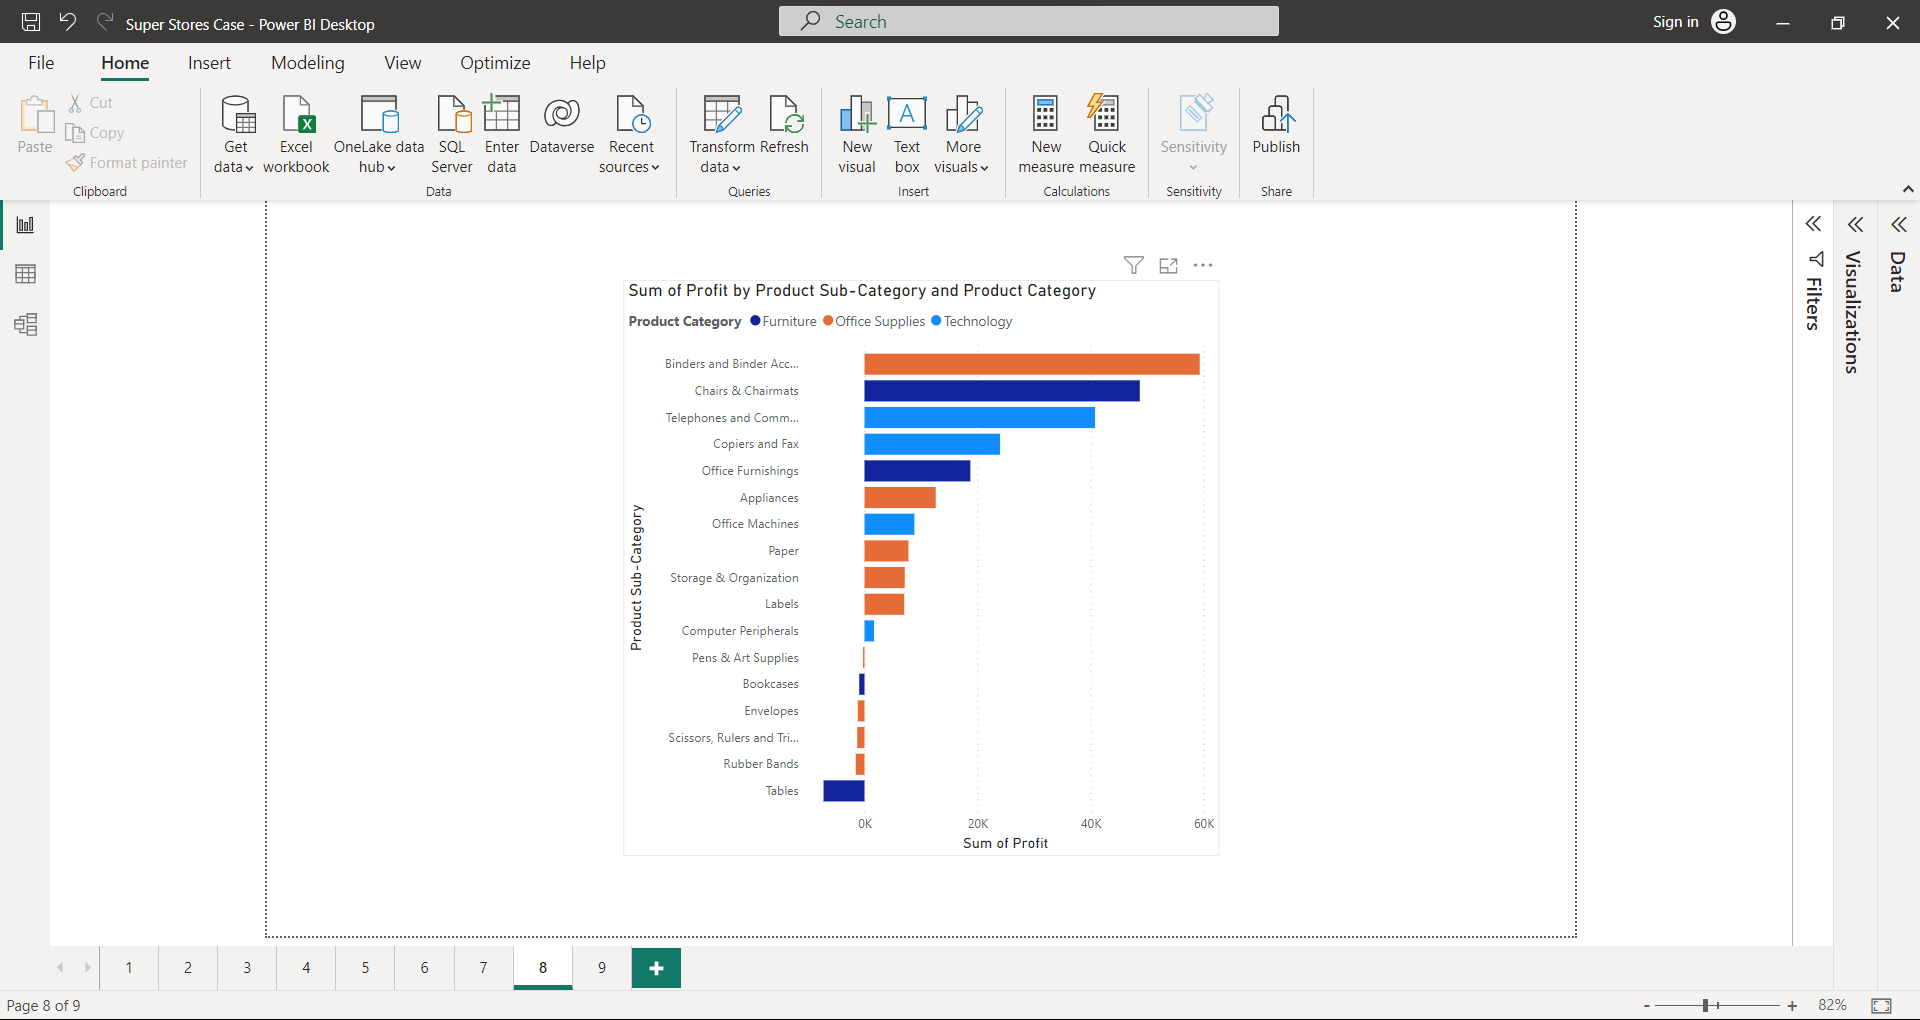 Super Stores Case - Power BI Desktop
Search
Sign in
File Home Insert Modeling View Optimize Help
Paste
Cut
Copy
Format painter
Clipboard
Get data
Excel workbook
OneLake data hub
SQL Server
Enter data
Dataverse
Recent sources
Data
Transform data
Refresh
Queries
New visual
Text box
More visuals
Insert
New measure
Quick measure
Calculations
Sensitivity
Sensitivity
Publish
Share
Sum of Profit by Product Sub-Category and Product Category
Product Category Furniture Office Supplies Technology
Product Sub-Category
Binders and Binder Acc...
Chairs & Chairmats
Telephones and Comm...
Copiers and Fax
Office Furnishings
Appliances
Office Machines
Paper
Storage & Organization
Labels
Computer Peripherals
Pens & Art Supplies
Bookcases
Envelopes
Scissors, Rulers and Tri...
Rubber Bands
Tables
0K 20K 40K 60K
Sum of Profit
Filters
Visualizations
Data
1 2 3 4 5 6 7 8 9
Page 8 of 9
- + 82%